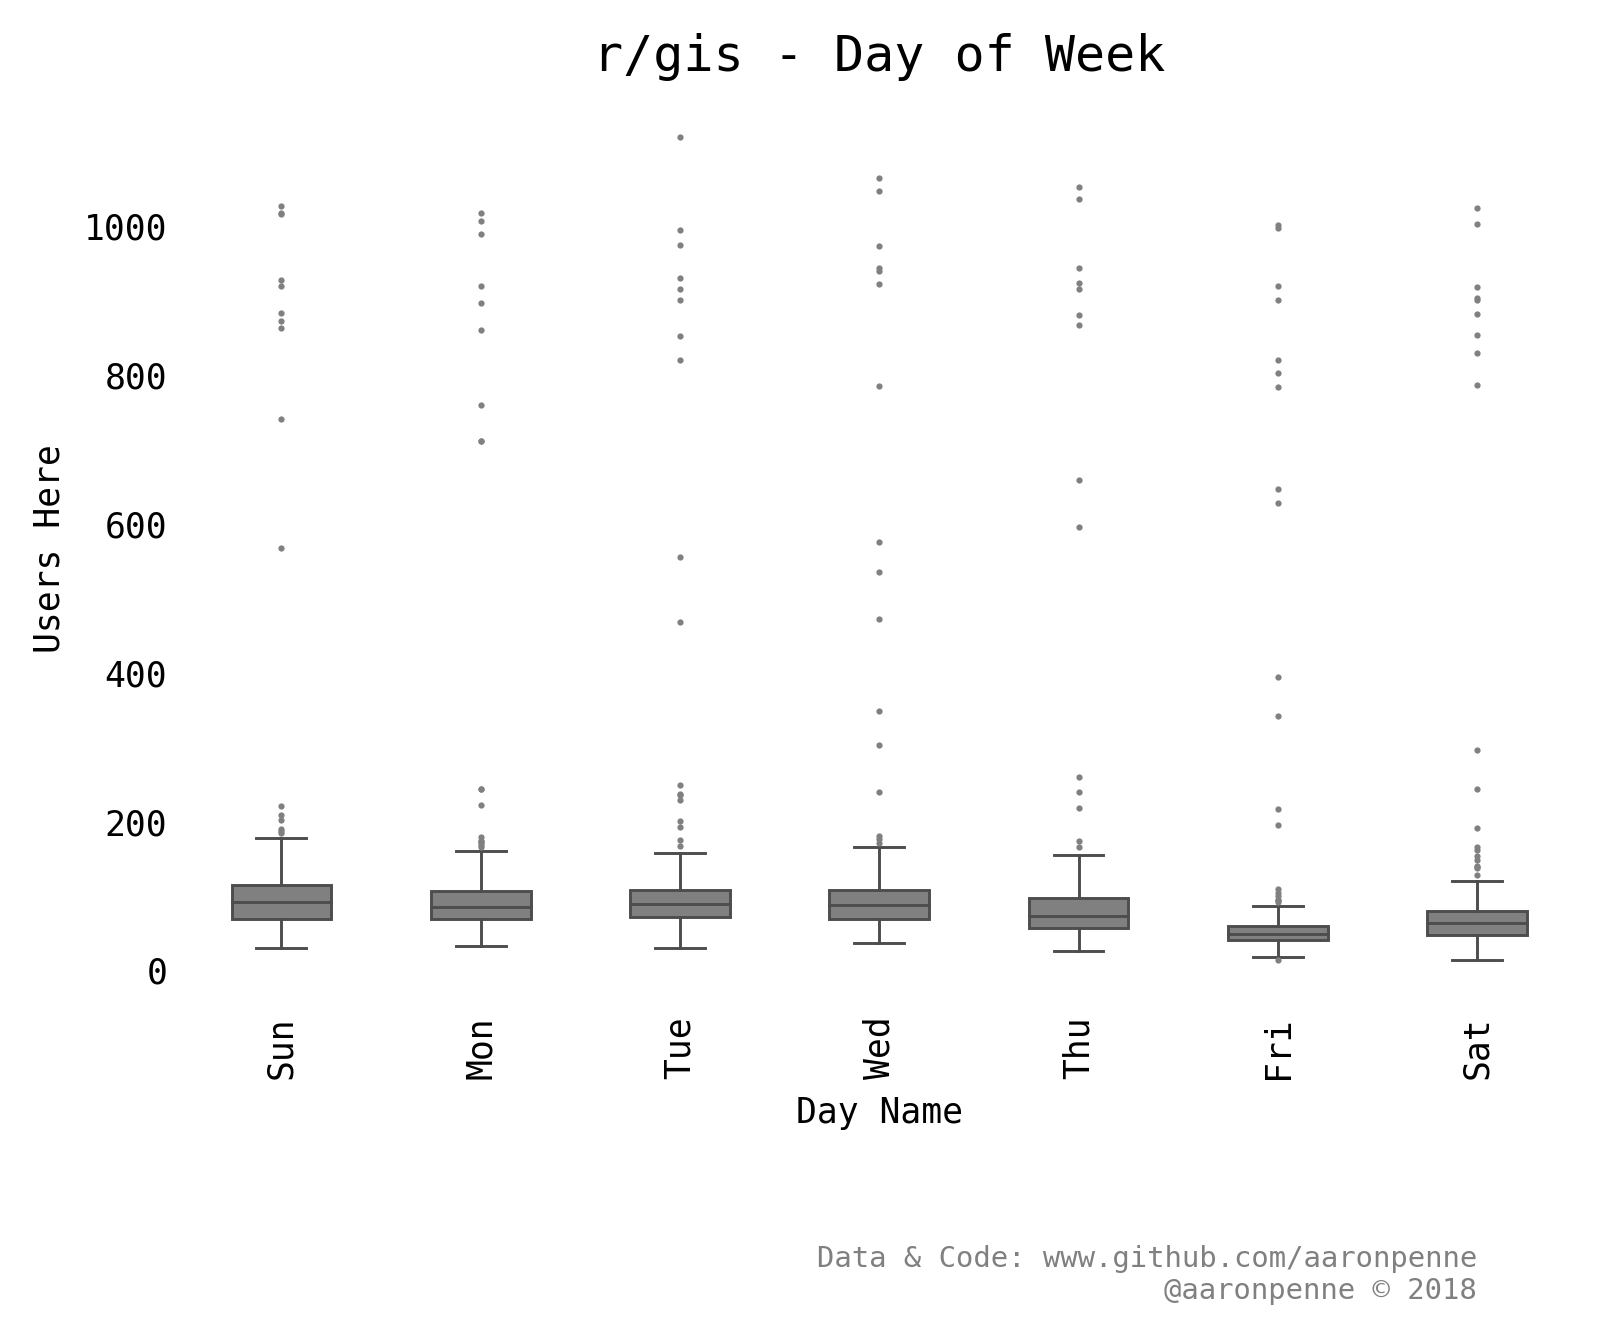 r/gis - Day of Week
1000
800
600
400
200
0
Users Here
Sun
Mon
Tue
Wed
Thu
Fri
Sat
Day Name
Data & Code: www.github.com/aaronpenne
@aaronpenne © 2018